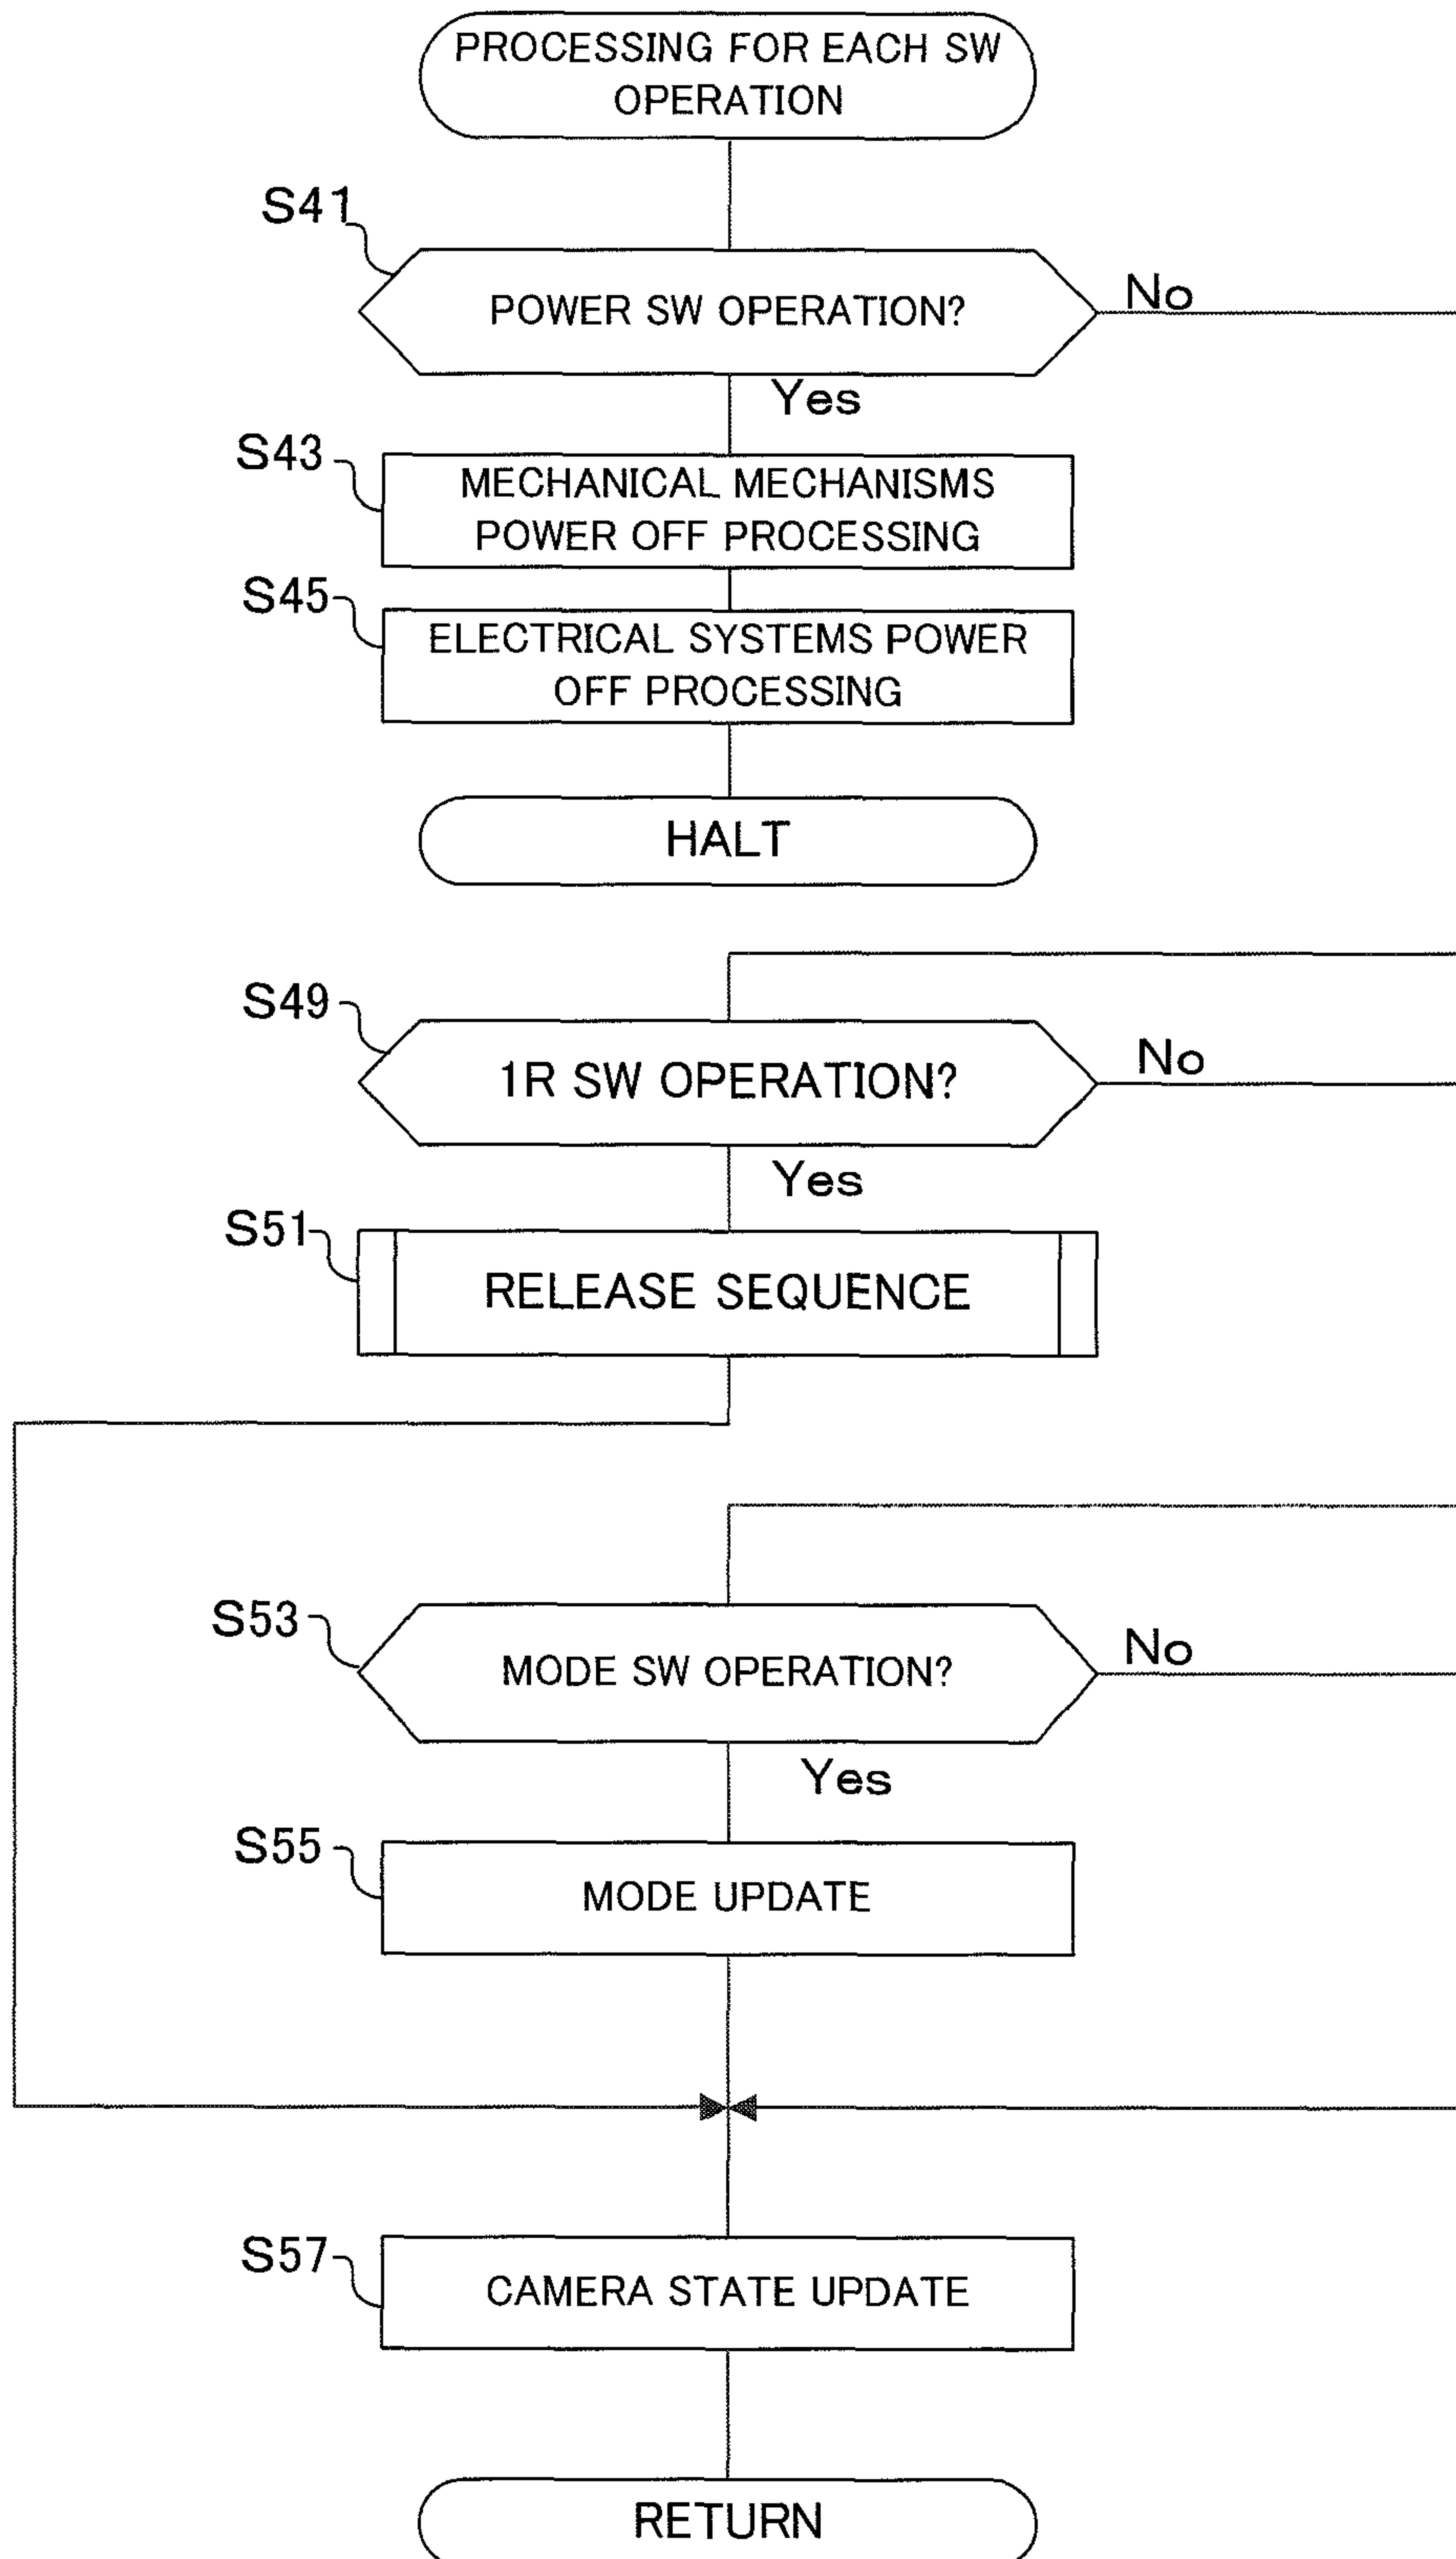 PROCESSING FOR EACH SW
OPERATION
S41
POWER SW OPERATION?
No
Yes
S43
MECHANICAL MECHANISMS
POWER OFF PROCESSING
S45
ELECTRICAL SYSTEMS POWER
OFF PROCESSING
HALT
S49
1R SW OPERATION?
No
Yes
S51
RELEASE SEQUENCE
S53
MODE SW OPERATION?
No
Yes
S55
MODE UPDATE
S57
CAMERA STATE UPDATE
RETURN